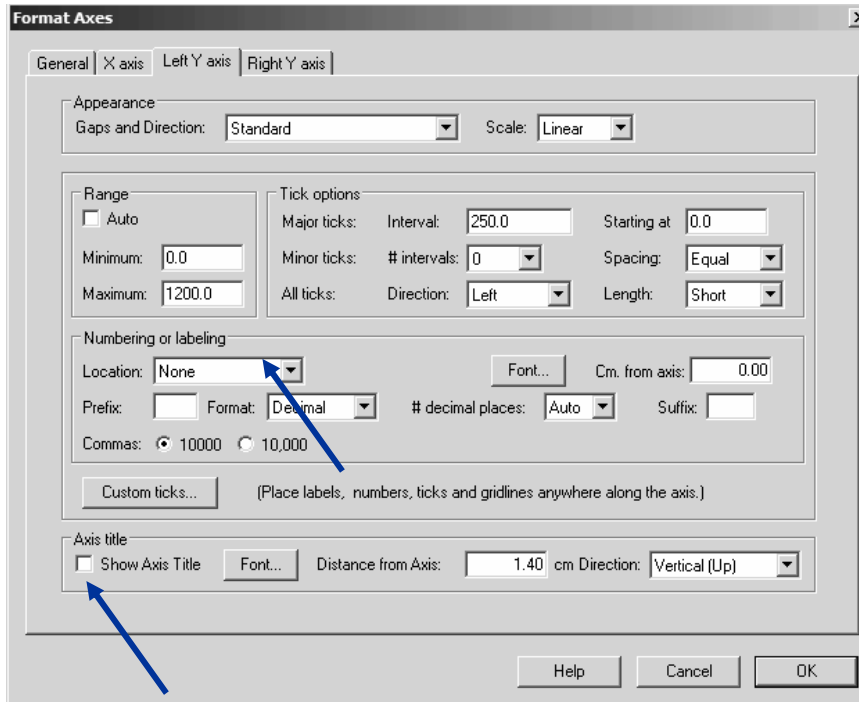 Format Axes
General X axis Left Y axis Right Y axis
Appearance
Gaps and Direction: Standard Scale: Linear
Range
Auto
Minimum: 0.0
Maximum: 1200.0
Tick options
Major ticks: Interval: 250.0 Starting at 0.0
Minor ticks: # intervals: 0 Spacing: Equal
All ticks: Direction: Left Length: Short
Numbering or labeling
Location: None Font... Cm. from axis: 0.00
Prefix: Format: Decimal # decimal places: Auto Suffix:
Commas: 10000 10,000
Custom ticks... (Place labels, numbers, ticks and gridlines anywhere along the axis.)
Axis title
Show Axis Title Font... Distance from Axis: 1.40 cm Direction: Vertical (Up)
Help Cancel OK